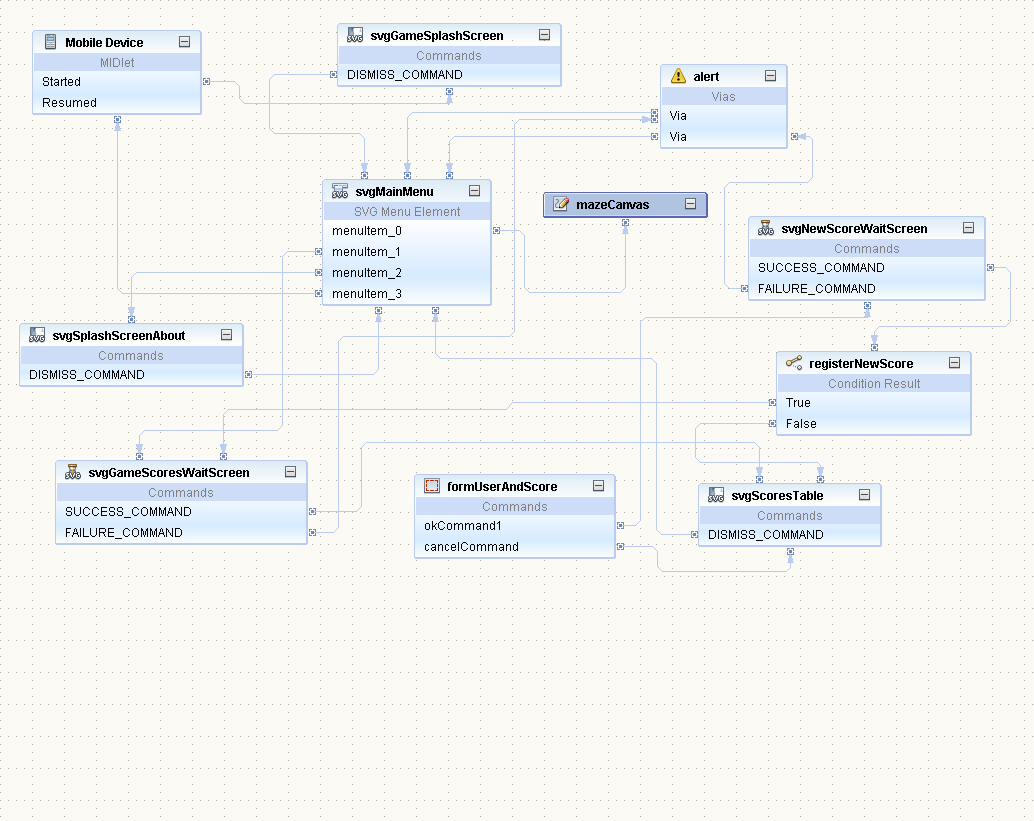 Mobile Device
MIDlet
Started
Resumed
svgGameSplashScreen
Commands
DISMISS_COMMAND
alert
Vias
Via
Via
svgMainMenu
SVG Menu Element
menuItem_0
menuItem_1
menuItem_2
menuItem_3
mazeCanvas
svgNewScoreWaitScreen
Commands
SUCCESS_COMMAND
FAILURE_COMMAND
svgSplashScreenAbout
Commands
DISMISS_COMMAND
registerNewScore
Condition Result
True
False
svgGameScoresWaitScreen
Commands
SUCCESS_COMMAND
FAILURE_COMMAND
formUserAndScore
Commands
okCommand1
cancelCommand
svgScoresTable
Commands
DISMISS_COMMAND